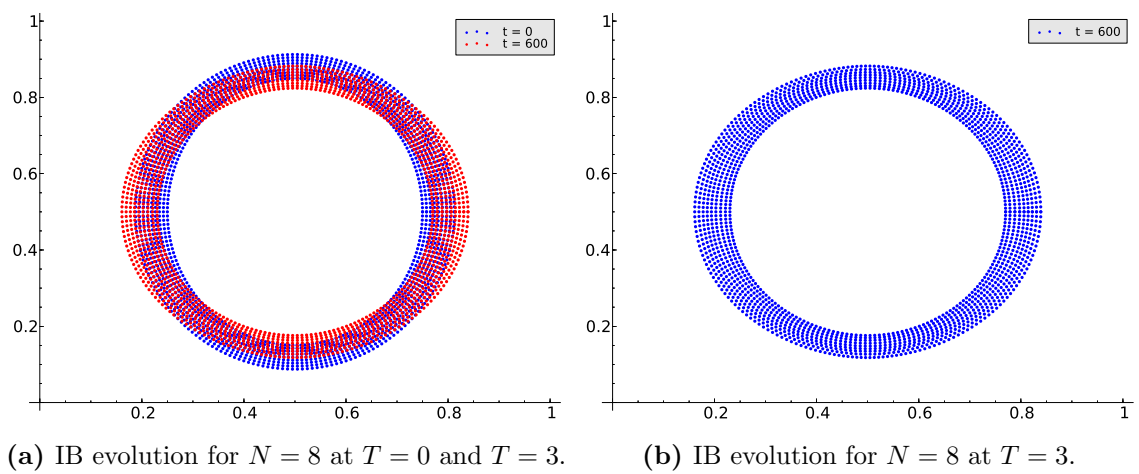 1
0.8
0.6
0.4
0.2
0.2 0.4 0.6 0.8 1
t = 0
t = 600
(a) IB evolution for N = 8 at T = 0 and T = 3.
1
0.8
0.6
0.4
0.2
0.2 0.4 0.6 0.8 1
t = 600
(b) IB evolution for N = 8 at T = 3.